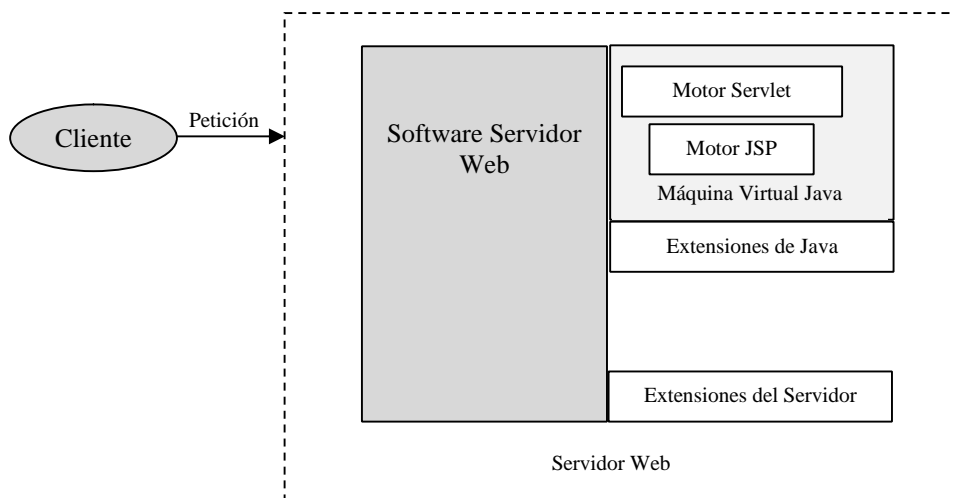 Cliente
Petición
Software Servidor
Web
Motor Servlet
Motor JSP
Máquina Virtual Java
Extensiones de Java
Extensiones del Servidor
Servidor Web